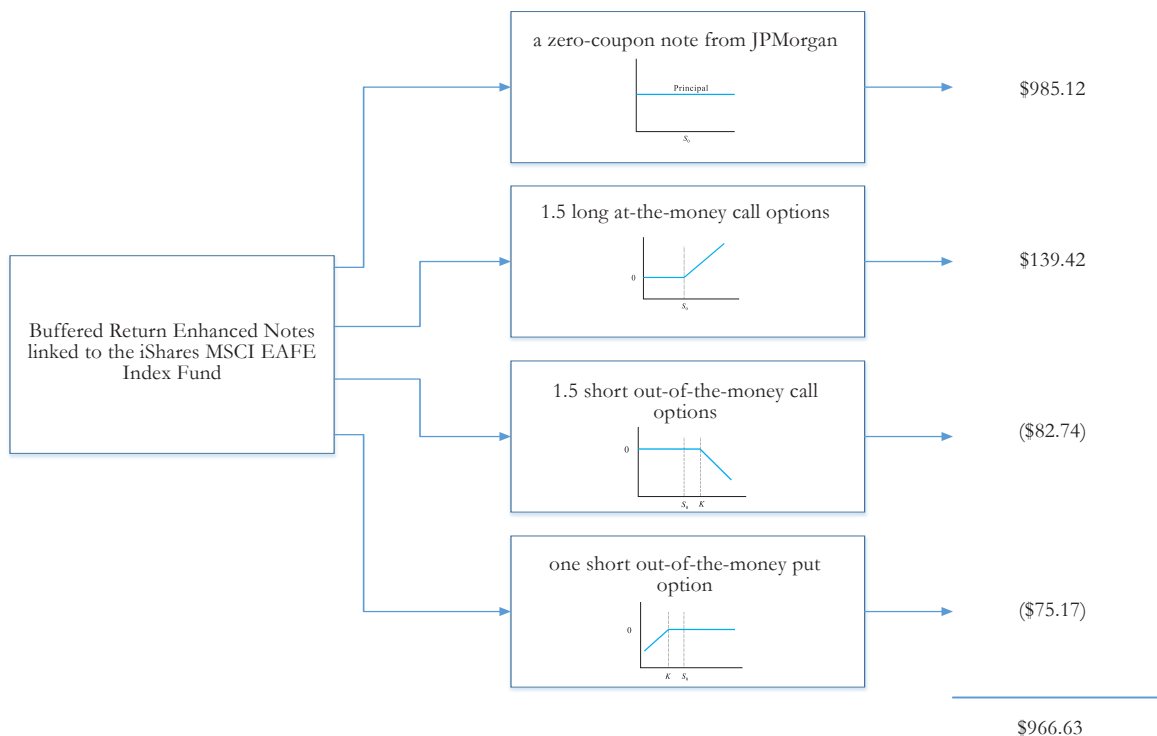 a zero-coupon note from JPMorgan
Principal
S0
$985.12
1.5 long at-the-money call options
0
S0
$139.42
Buffered Return Enhanced Notes
linked to the iShares MSCI EAFE
Index Fund
1.5 short out-of-the-money call
options
0
S0 K
($82.74)
one short out-of-the-money put
option
0
K S0
($75.17)
$966.63